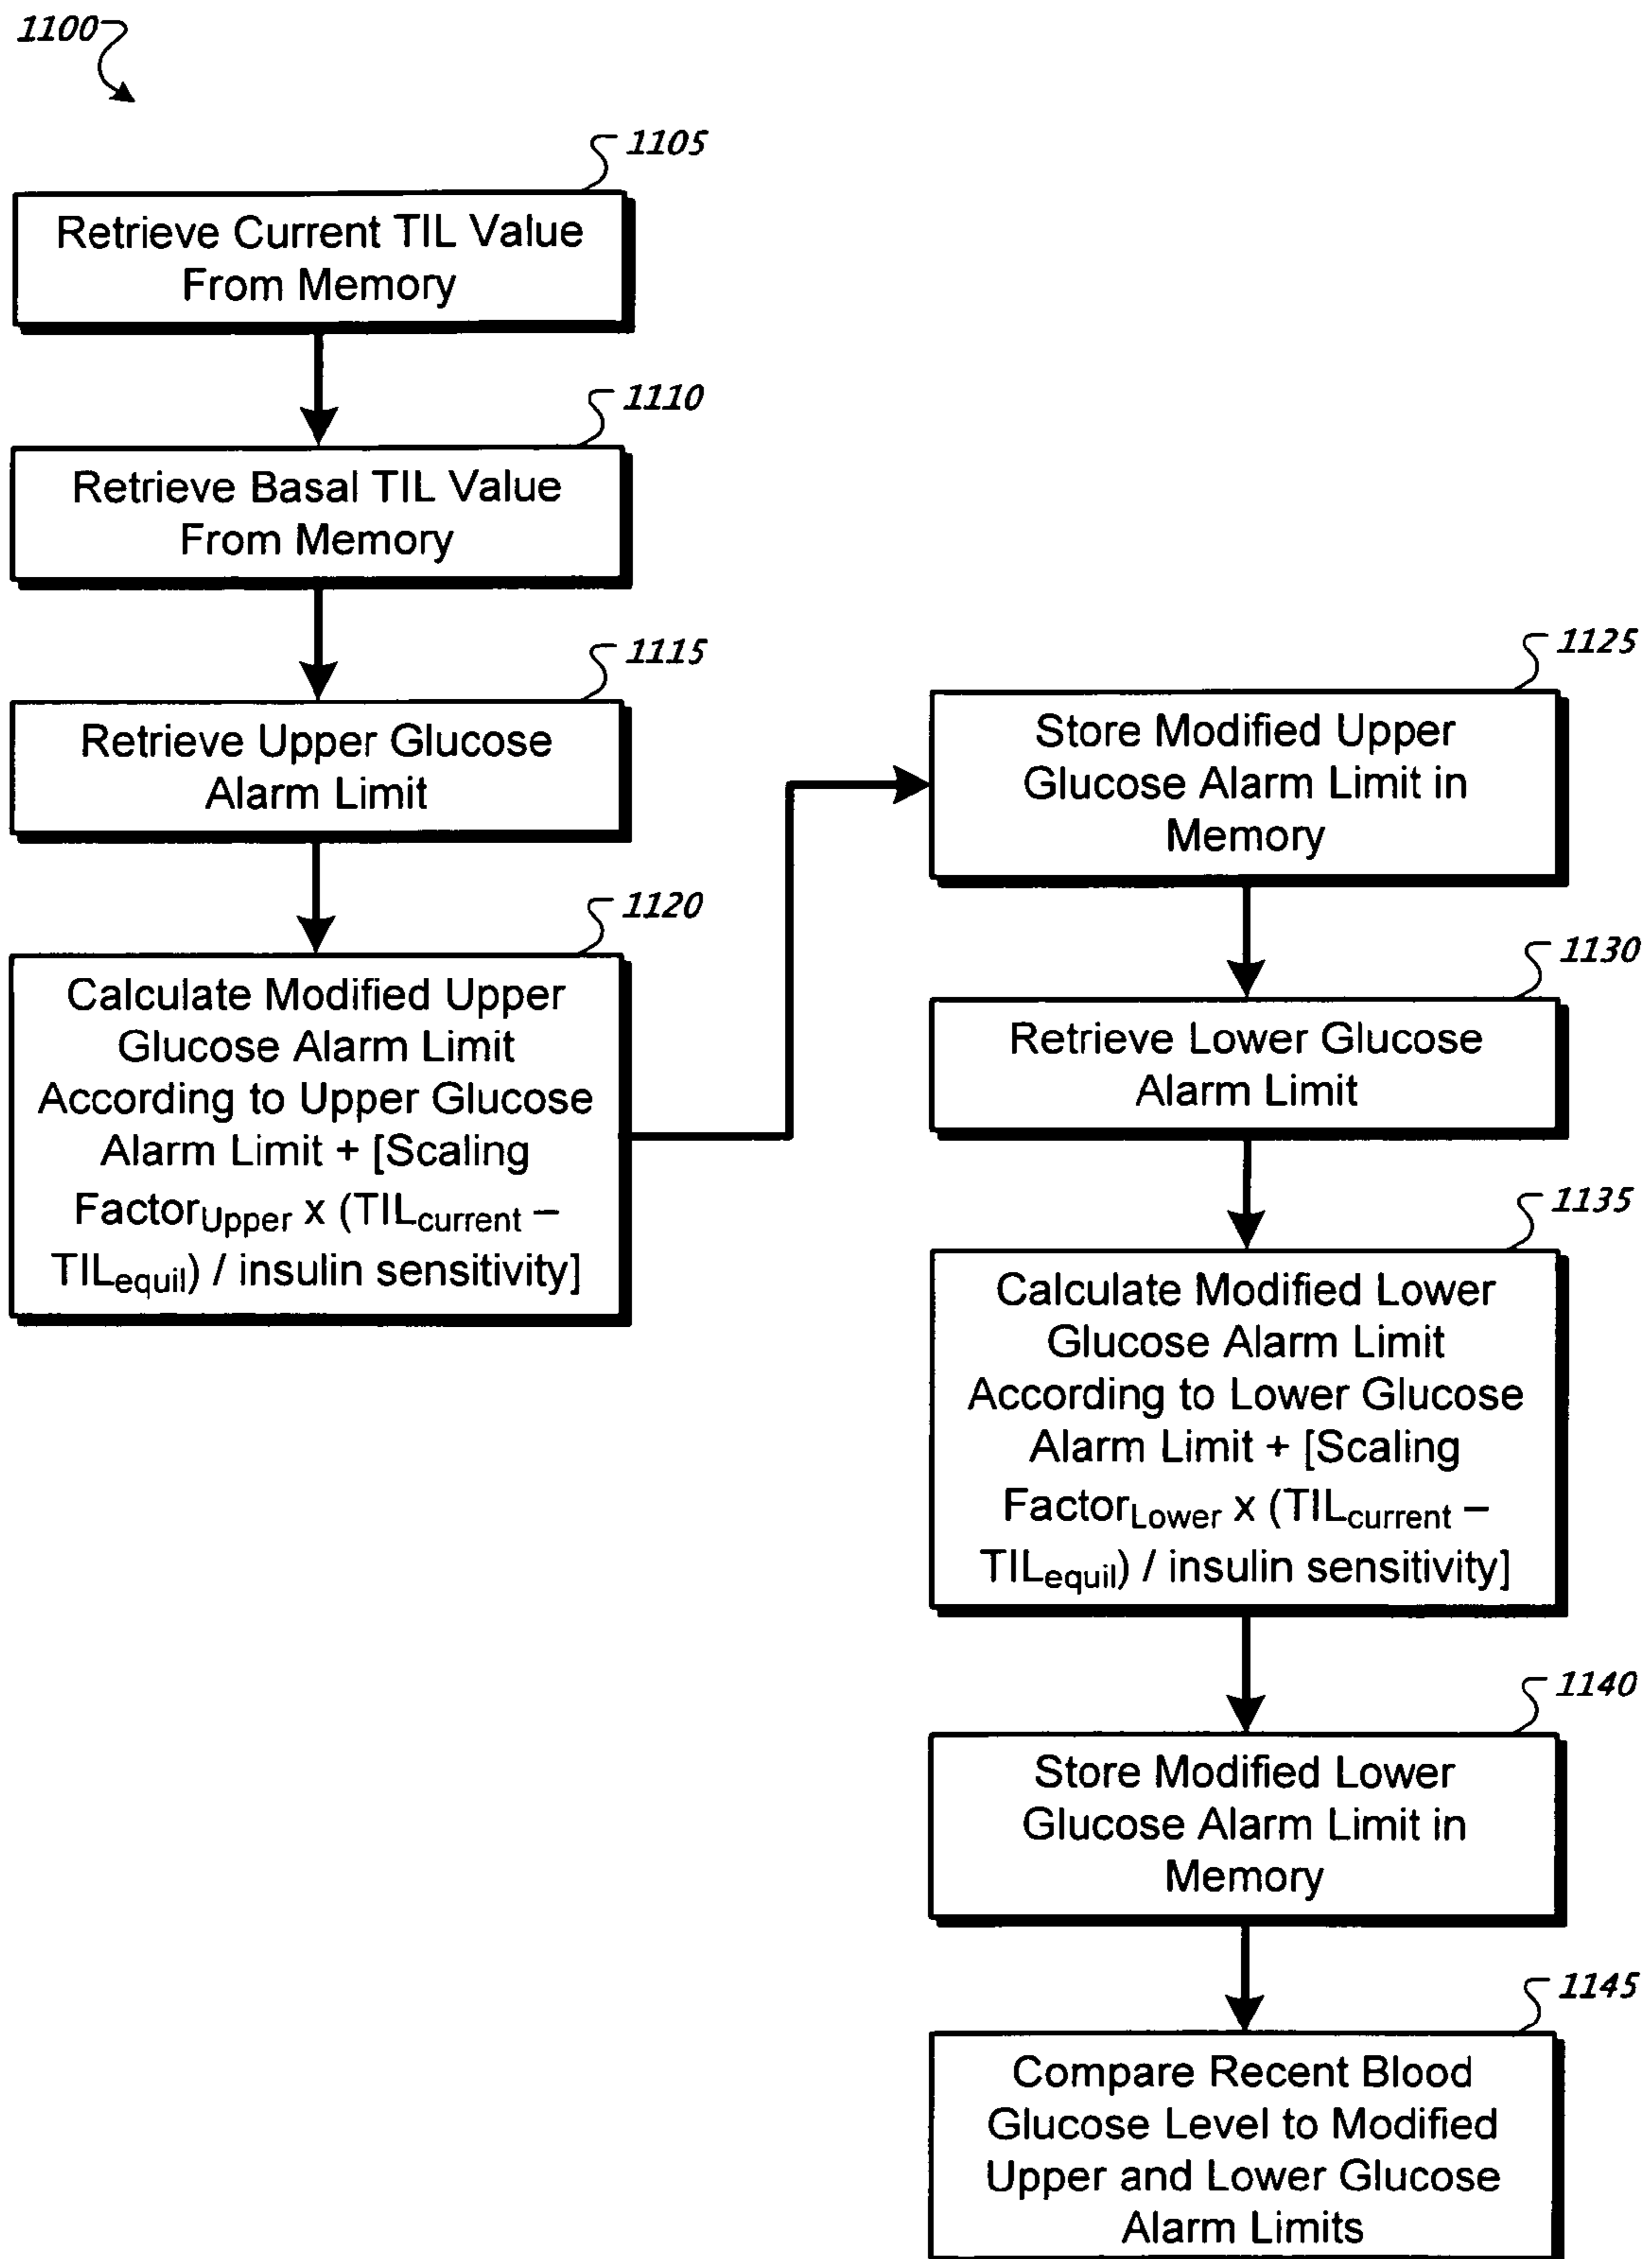 1100
1105
Retrieve Current TIL Value
From Memory
1110
Retrieve Basal TIL Value
From Memory
1115
Retrieve Upper Glucose
Alarm Limit
1120
Calculate Modified Upper
Glucose Alarm Limit
According to Upper Glucose
Alarm Limit + [Scaling
FactorUpper x (TILcurrent –
TILequil) / insulin sensitivity]
1125
Store Modified Upper
Glucose Alarm Limit in
Memory
1130
Retrieve Lower Glucose
Alarm Limit
1135
Calculate Modified Lower
Glucose Alarm Limit
According to Lower Glucose
Alarm Limit + [Scaling
FactorLower x (TILcurrent –
TILequil) / insulin sensitivity]
1140
Store Modified Lower
Glucose Alarm Limit in
Memory
1145
Compare Recent Blood
Glucose Level to Modified
Upper and Lower Glucose
Alarm Limits